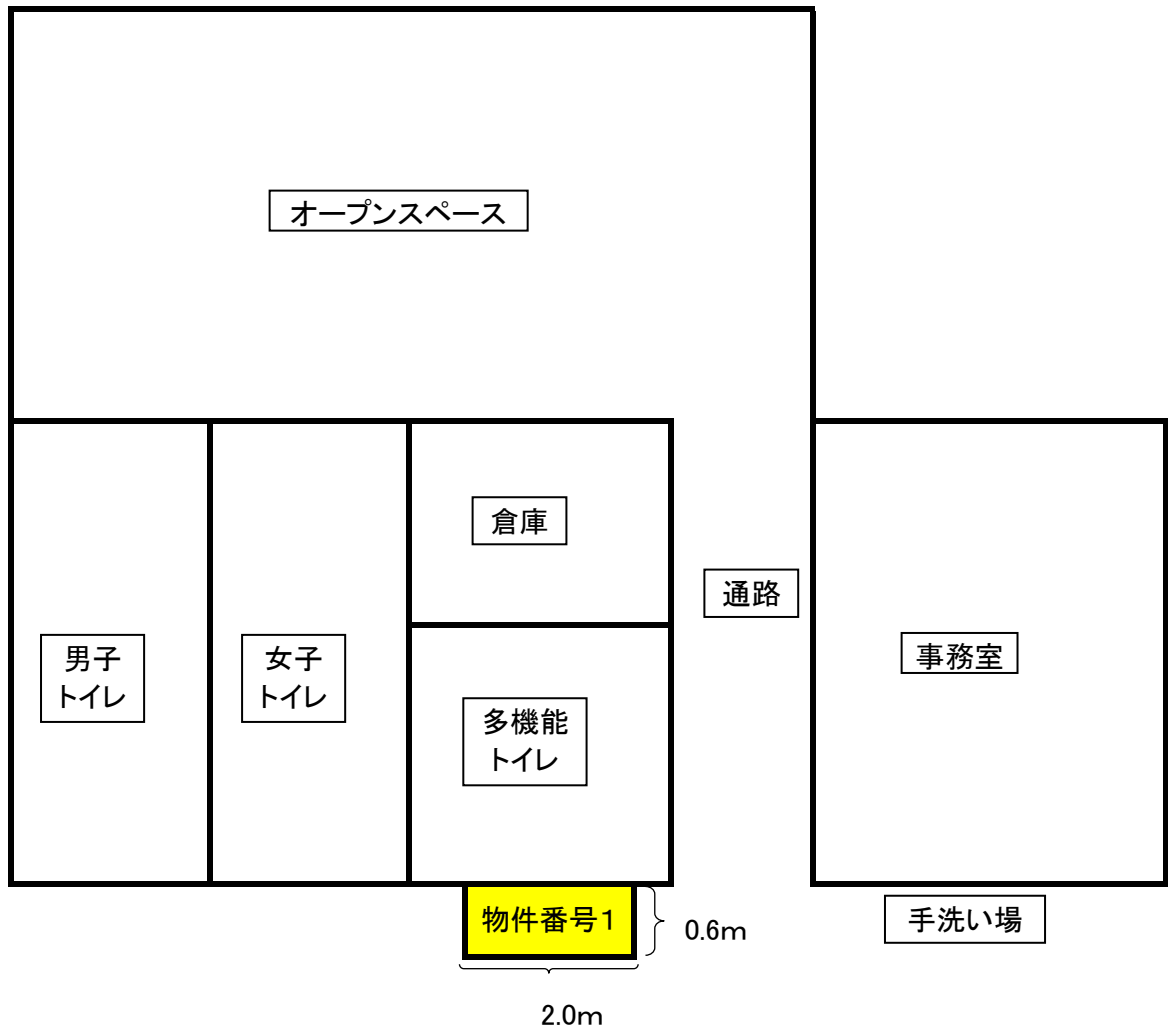 オープンスペース
倉庫
通路
男子
トイレ
女子
トイレ
事務室
多機能
トイレ
物件番号1
0.6m
手洗い場
2.0m